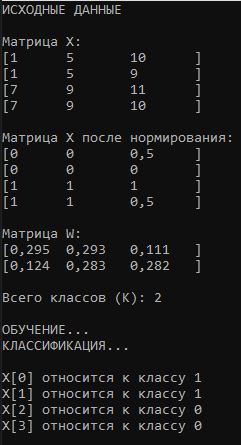 ИСХОДНЫЕ ДАННЫЕ
Матрица X:
[1 5 10 ]
[1 5 9 ]
[7 9 11 ]
[7 9 10 ]
Матрица X после нормирования:
[0 0 0,5 ]
[0 0 0 ]
[1 1 1 ]
[1 1 0,5 ]
Матрица W:
[0,295 0,293 0,111 ]
[0,124 0,283 0,282 ]
Всего классов (K): 2
ОБУЧЕНИЕ...
КЛАССИФИКАЦИЯ...
X[0] относится к классу 1
X[1] относится к классу 1
X[2] относится к классу 0
X[3] относится к классу 0